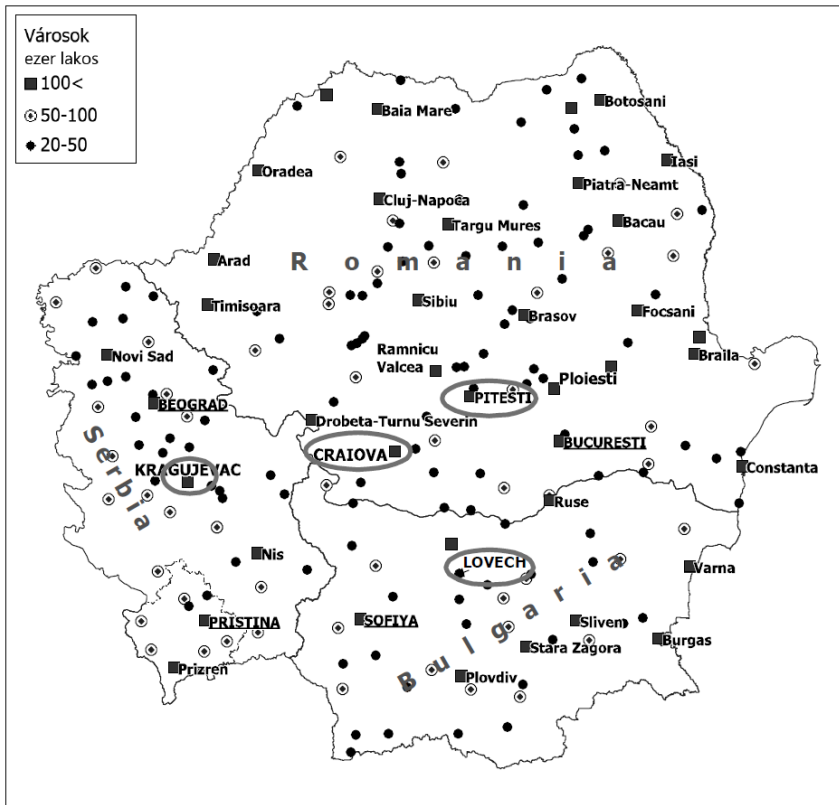 Városok
ezer lakos
100<
50-100
20-50
Baia Mare
Botosani
Oradea
Iasi
Piatra-Neamt
Cluj-Napoca
Targu Mures
Bacau
Arad
Romania
Timisoara
Sibiu
Brasov
Focsani
Novi Sad
Ramnicu
Valcea
Braila
Ploiesti
PITESTI
BEOGRAD
Drobeta-Turnu Severin
BUCURESTI
Serbia
CRAIOVA
KRAGUJEVAC
Constanta
Ruse
Nis
LOVECH
Varna
Bulgaria
PRISTINA
SOFIYA
Sliven
Burgas
Stara Zagora
Prizren
Plovdiv